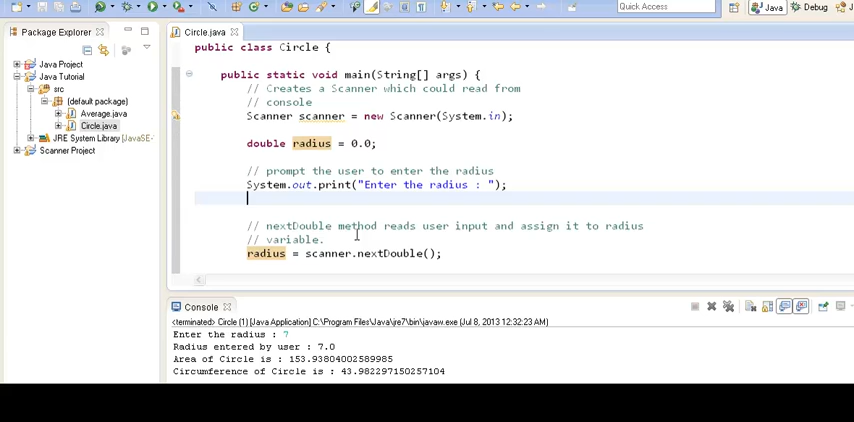 Quick Access
Java
Debug
Package Explorer
Circle.java
Java Project
Java Tutorial
src
(default package)
Average.java
Circle.java
JRE System Library [JavaSE-
Scanner Project
public class Circle {
public static void main(String[] args) {
// Creates a Scanner which could read from
// console
Scanner scanner = new Scanner(System.in);
double radius = 0.0;
// prompt the user to enter the radius
System.out.print("Enter the radius : ");
// nextDouble method reads user input and assign it to radius
// variable.
radius = scanner.nextDouble();
Console
<terminated> Circle (1) [Java Application] C:\Program Files\Java\jre7\bin\javaw.exe (Jul 8, 2013 12:32:23 AM)
Enter the radius : 7
Radius entered by user : 7.0
Area of Circle is : 153.93804002589985
Circumference of Circle is : 43.982297150257104